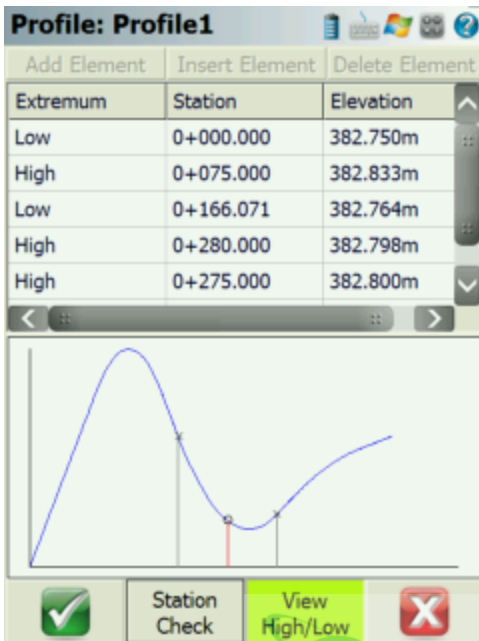 Profile: Profile1
Add Element Insert Element Delete Element
Extremum Station Elevation
Low 0+000.000 382.750m
High 0+075.000 382.833m
Low 0+166.071 382.764m
High 0+280.000 382.798m
High 0+275.000 382.800m
Station Check
View High/Low